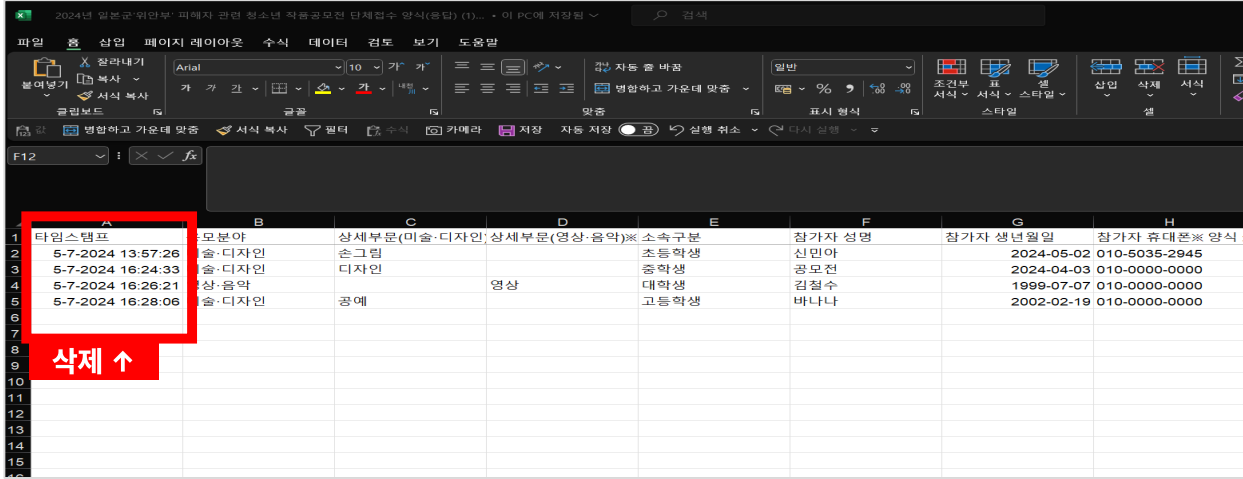 2024년 일본군'위안부' 피해자 관련 청소년 작품공모전 단체접수 양식(응답) (1)... • 이 PC에 저장됨
검색
파일 홈 삽입 페이지 레이아웃 수식 데이터 검토 보기 도움말
붙여넣기 잘라내기 복사 서식 복사
Arial 10 가 가
가 가 가 가
자동 줄 바꿈
병합하고 가운데 맞춤
일반
%
조건부 서식 표 서식 셀 스타일
삽입 삭제 서식
클립보드 글꼴 맞춤 표시 형식 스타일 셀
값 병합하고 가운데 맞춤 서식 복사 필터 수식 카메라 저장 자동 저장 끔 실행 취소 다시 실행
F12 fx
A B C D E F G H
1 타임스탬프 모분야 상세부문(미술·디자인) 상세부문(영상·음악)※ 소속구분 참가자 성명 참가자 생년월일 참가자 휴대폰※ 양식
2 5-7-2024 13:57:26 술·디자인 손그림 초등학생 신민아 2024-05-02 010-5035-2945
3 5-7-2024 16:24:33 술·디자인 디자인 중학생 공모전 2024-04-03 010-0000-0000
4 5-7-2024 16:26:21 상·음악 영상 대학생 김철수 1999-07-07 010-0000-0000
5 5-7-2024 16:28:06 술·디자인 공예 고등학생 바나나 2002-02-19 010-0000-0000
6
7
8
삭제 ↑
9
10
11
12
13
14
15